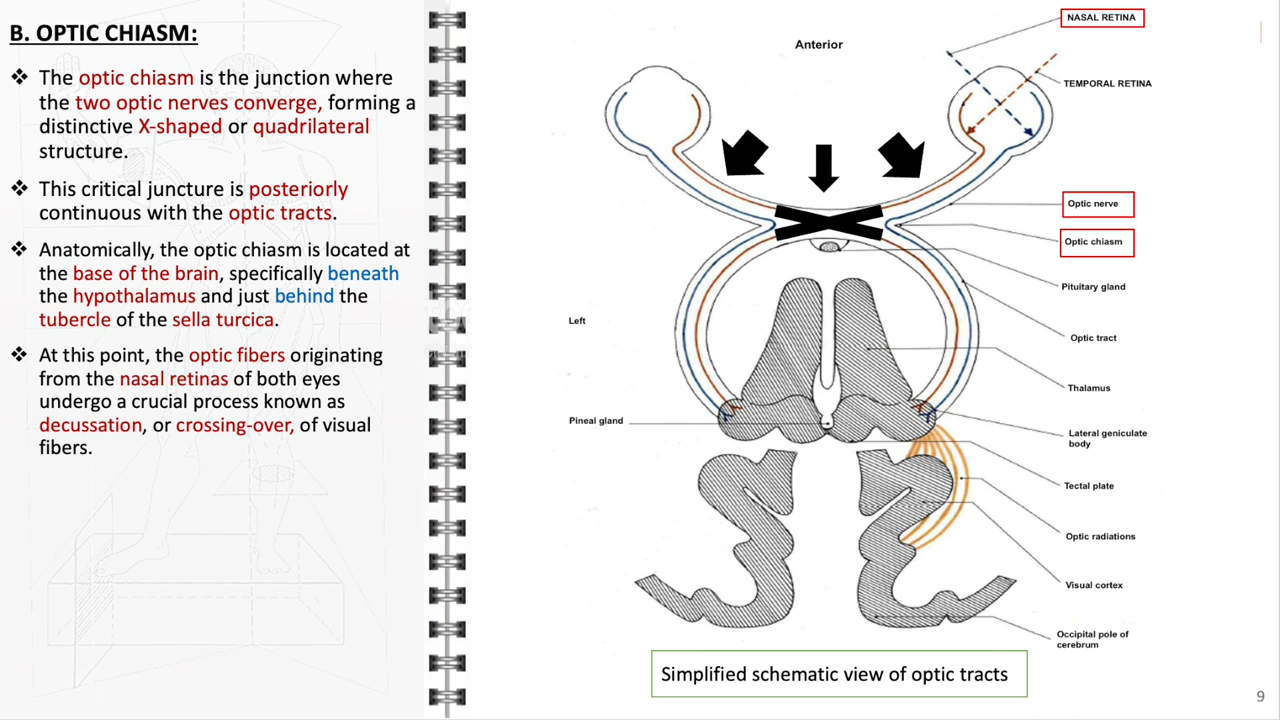 B. OPTIC CHIASM:
❖ The optic chiasm is the junction where
the two optic nerves converge, forming a
distinctive X-shaped or quadrilateral
structure.
❖ This critical juncture is posteriorly
continuous with the optic tracts.
❖ Anatomically, the optic chiasm is located at
the base of the brain, specifically beneath
the hypothalamus and just behind the
tubercle of the sella turcica.
❖ At this point, the optic fibers originating
from the nasal retinas of both eyes
undergo a crucial process known as
decussation, or crossing-over, of visual
fibers.
NASAL RETINA
Anterior
TEMPORAL RETINA
Optic nerve
Optic chiasm
Pituitary gland
Left
Optic tract
Thalamus
Pineal gland
Lateral geniculate
body
Tectal plate
Optic radiations
Visual cortex
Occipital pole of
cerebrum
Simplified schematic view of optic tracts
9